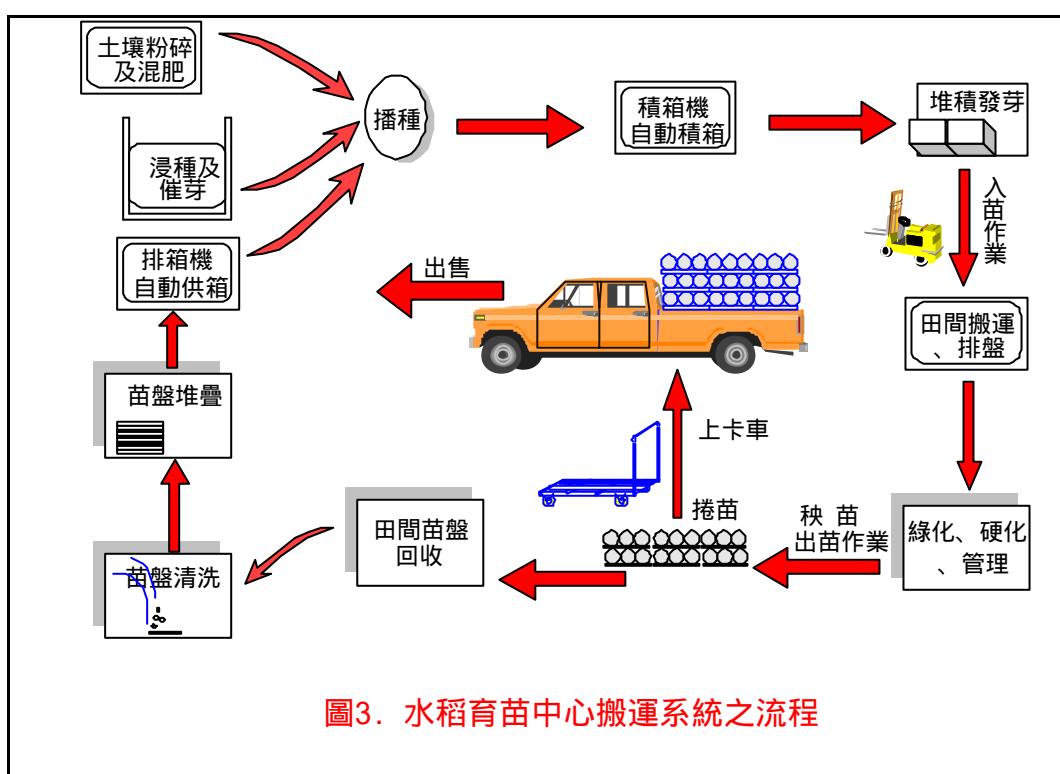 土壤粉碎
及混肥
浸種及
催芽
排箱機
自動供箱
播種
積箱機
自動積箱
堆積發芽
入苗作業
田間搬運
、排盤
綠化、硬化
、管理
秧 苗
出苗作業
捲苗
上卡車
出售
田間苗盤
回收
苗盤清洗
苗盤堆疊
圖3. 水稻育苗中心搬運系統之流程